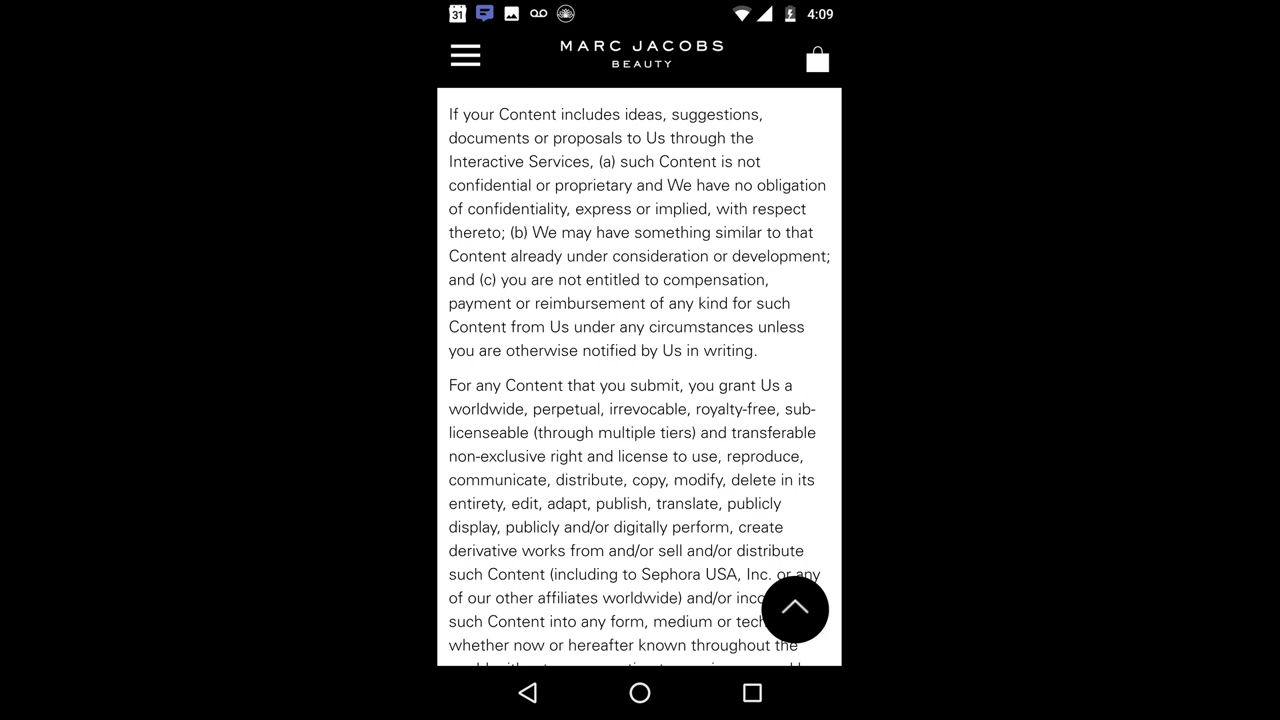 31
4:09
MARC JACOBS
BEAUTY
If your Content includes ideas, suggestions,
documents or proposals to Us through the
Interactive Services, (a) such Content is not
confidential or proprietary and We have no obligation
of confidentiality, express or implied, with respect
thereto; (b) We may have something similar to that
Content already under consideration or development;
and (c) you are not entitled to compensation,
payment or reimbursement of any kind for such
Content from Us under any circumstances unless
you are otherwise notified by Us in writing.
For any Content that you submit, you grant Us a
worldwide, perpetual, irrevocable, royalty-free, sub-
licenseable (through multiple tiers) and transferable
non-exclusive right and license to use, reproduce,
communicate, distribute, copy, modify, delete in its
entirety, edit, adapt, publish, translate, publicly
display, publicly and/or digitally perform, create
derivative works from and/or sell and/or distribute
such Content (including to Sephora USA, Inc. or any
of our other affiliates worldwide) and/or
such Content into any form, medium or
whether now or hereafter known throughout the